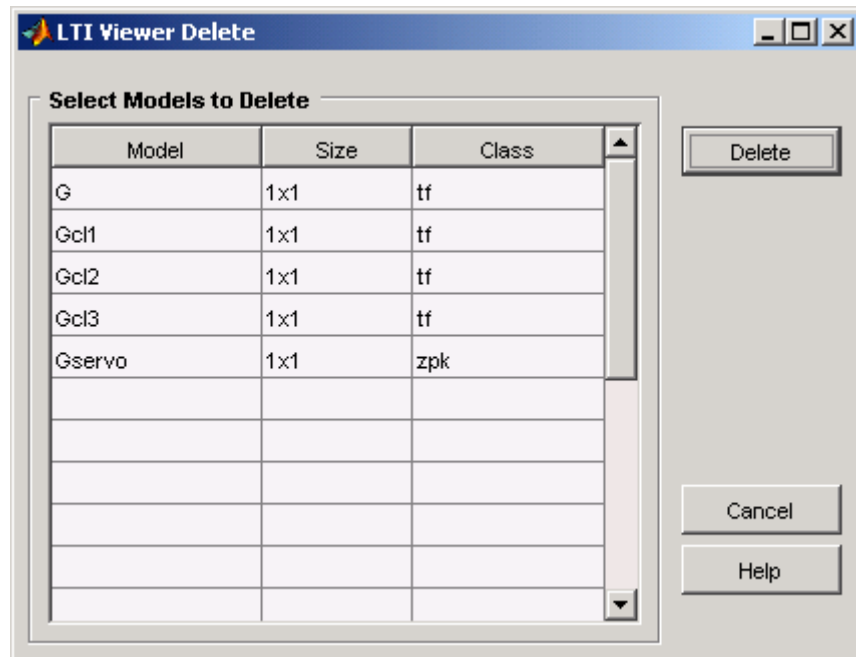 LTI Viewer Delete
Select Models to Delete
Model Size Class
G 1x1 tf
Gcl1 1x1 tf
Gcl2 1x1 tf
Gcl3 1x1 tf
Gservo 1x1 zpk
Delete
Cancel
Help